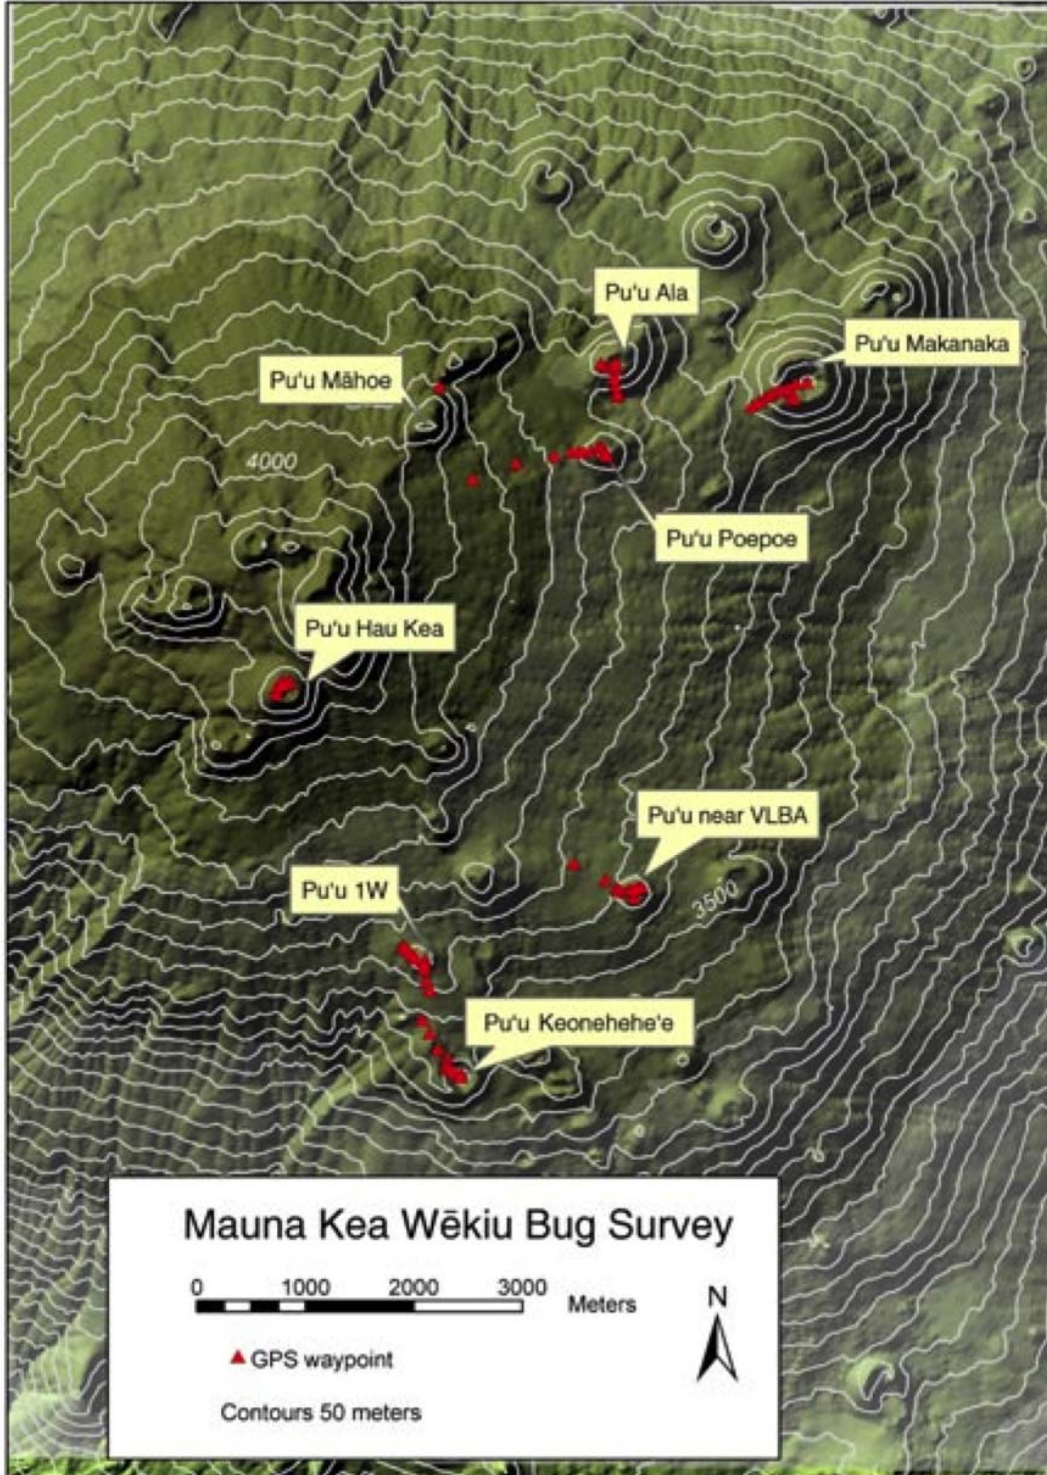 Pu'u Ala
Pu'u Makanaka
Pu'u Māhoe
4000
Pu'u Poepoe
Pu'u Hau Kea
Pu'u near VLBA
Pu'u 1W
3500
Pu'u Keonehehe'e
Mauna Kea Wēkiu Bug Survey
0 1000 2000 3000
Meters
N
GPS waypoint
Contours 50 meters